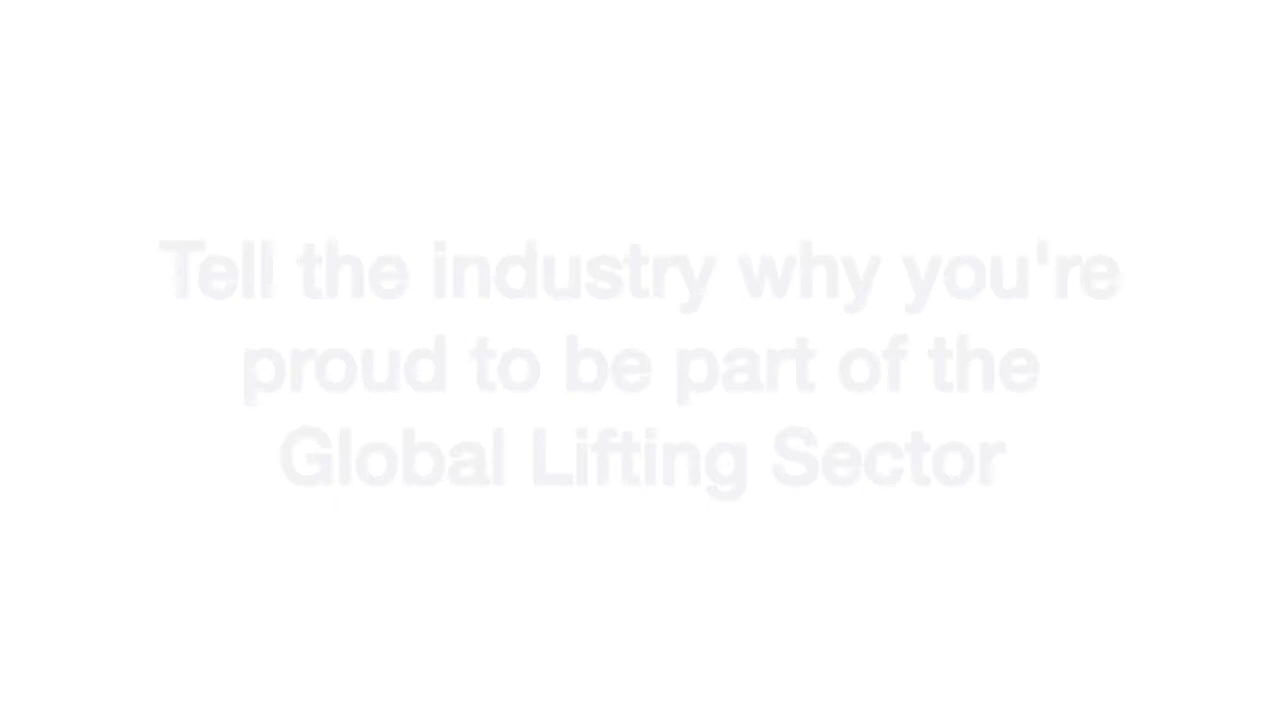 Tell the industry why you're
proud to be part of the
Global Lifting Sector